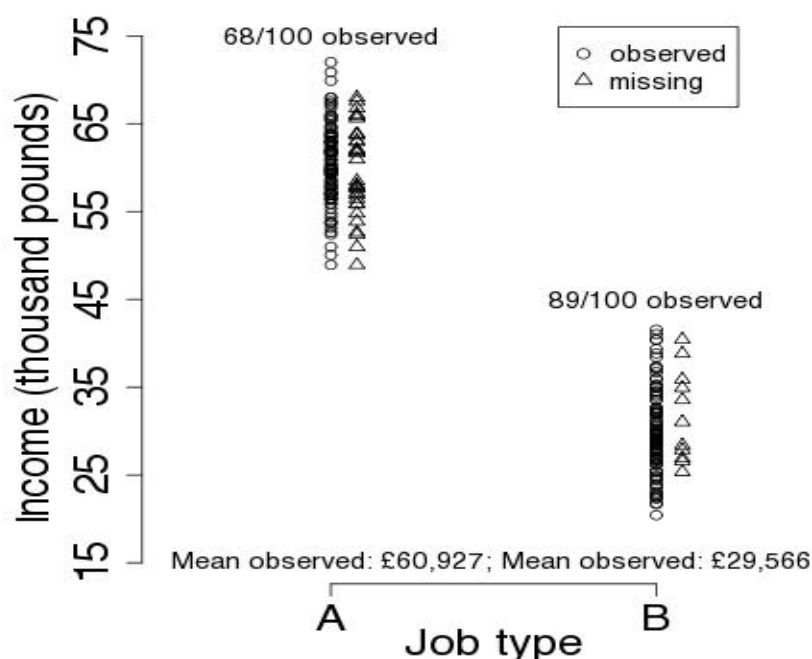 68/100 observed
observed
missing
89/100 observed
Income (thousand pounds)
75
65
55
45
35
25
15
Mean observed: £60,927; Mean observed: £29,566
A
B
Job type